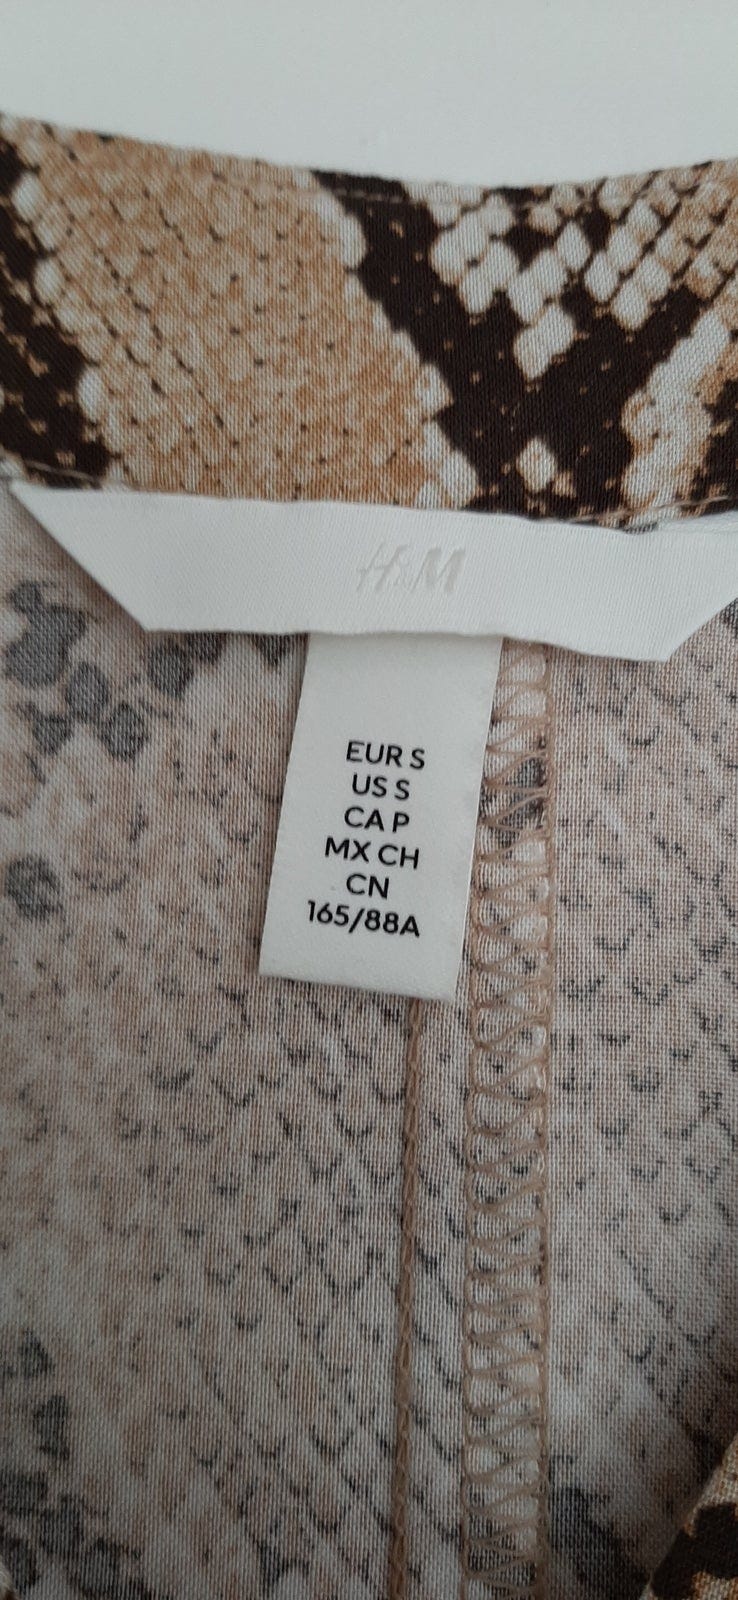 H&M
EUR S
US S
CA P
MX CH
CN
165/88A